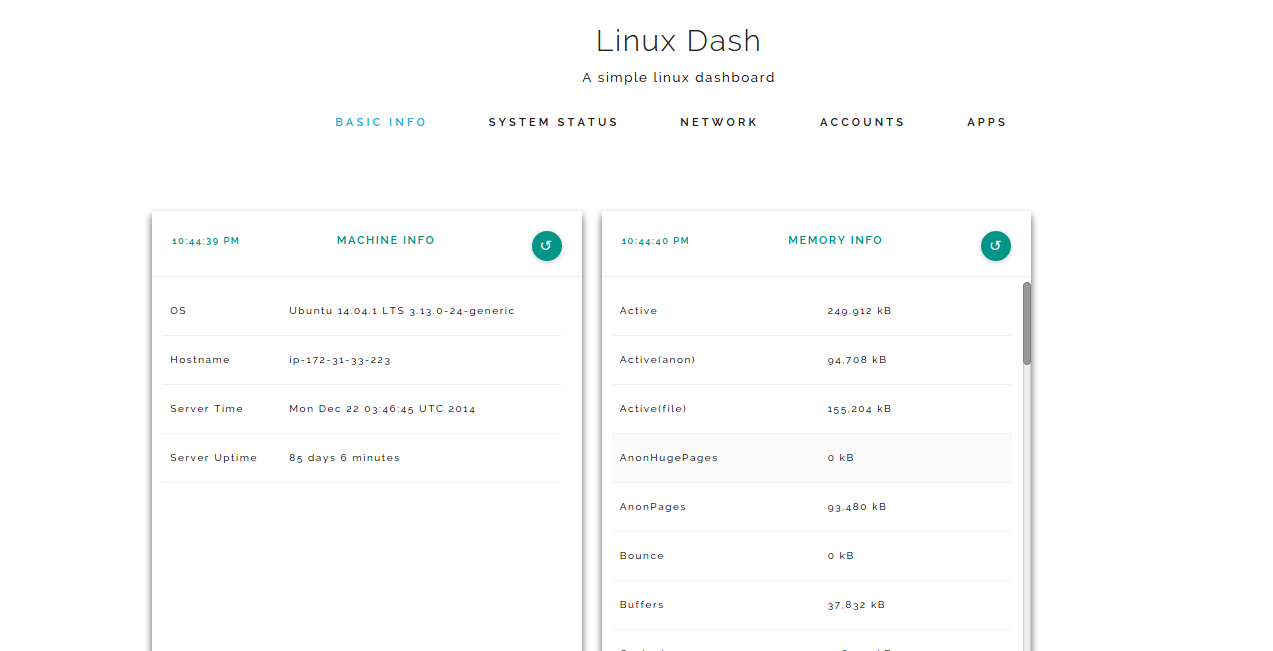 Linux Dash
A simple linux dashboard
BASIC INFO SYSTEM STATUS NETWORK ACCOUNTS APPS
10:44:39 PM MACHINE INFO ↺
OS Ubuntu 14.04.1 LTS 3.13.0-24-generic
Hostname ip-172-31-33-223
Server Time Mon Dec 22 03:46:45 UTC 2014
Server Uptime 85 days 6 minutes
10:44:40 PM MEMORY INFO ↺
Active 249,912 kB
Active(anon) 94,708 kB
Active(file) 155,204 kB
AnonHugePages 0 kB
AnonPages 93,480 kB
Bounce 0 kB
Buffers 37,832 kB